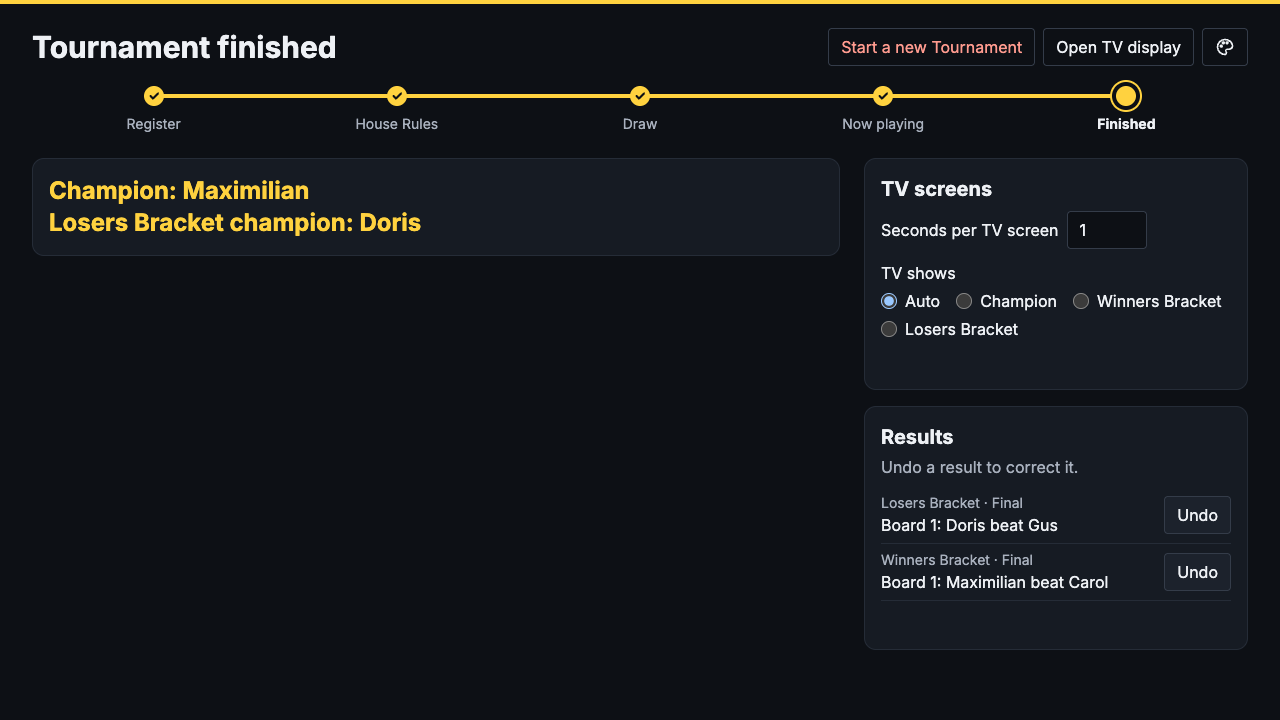 Tournament finished
Start a new Tournament
Open TV display
Register
House Rules
Draw
Now playing
Finished
Champion: Maximilian
Losers Bracket champion: Doris
TV screens
Seconds per TV screen 1
TV shows
Auto Champion Winners Bracket
Losers Bracket
Results
Undo a result to correct it.
Losers Bracket · Final
Board 1: Doris beat Gus
Undo
Winners Bracket · Final
Board 1: Maximilian beat Carol
Undo